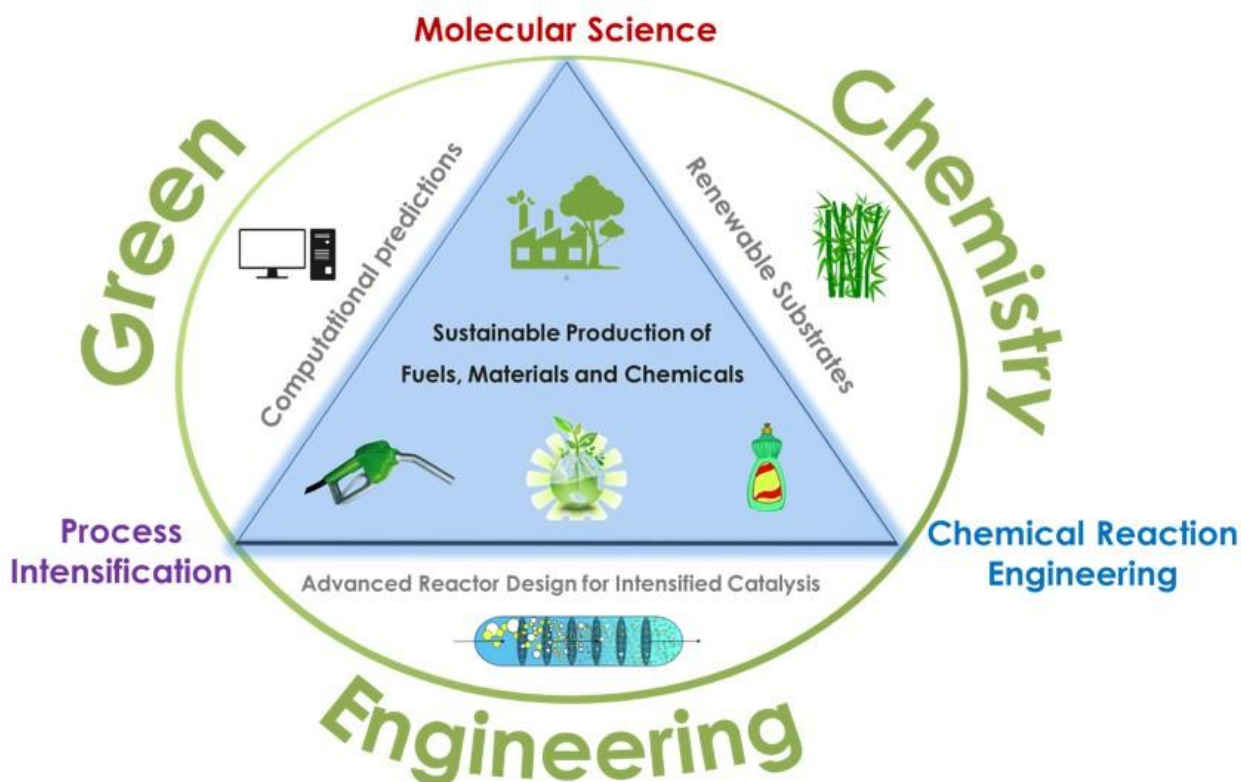 Molecular Science
Green
Chemistry
Computational predictions
Renewable Substrates
Sustainable Production of
Fuels, Materials and Chemicals
Process
Intensification
Chemical Reaction
Engineering
Advanced Reactor Design for Intensified Catalysis
Engineering